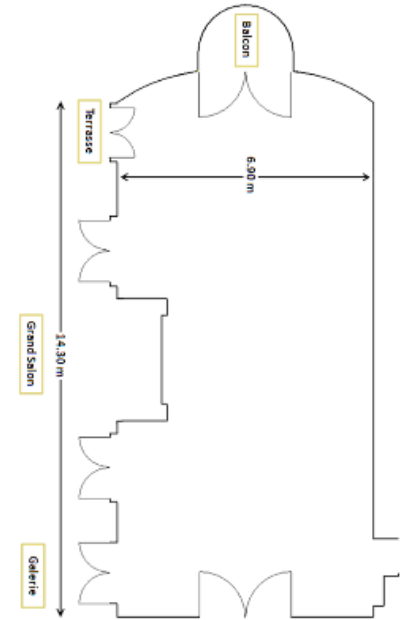 Balcon
Terrasse
6.90 m
Grand Salon
14.30 m
Galerie